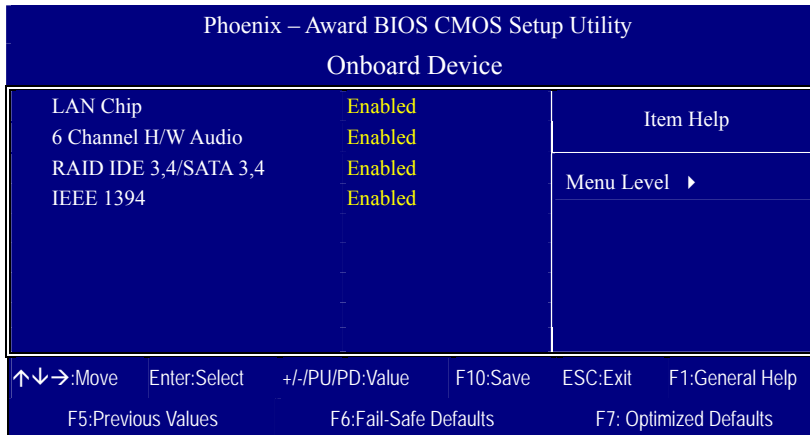 Phoenix – Award BIOS CMOS Setup Utility
Onboard Device
LAN Chip Enabled
6 Channel H/W Audio Enabled
RAID IDE 3,4/SATA 3,4 Enabled
IEEE 1394 Enabled
Item Help
Menu Level
↑↓→:Move Enter:Select +/-/PU/PD:Value F10:Save ESC:Exit F1:General Help
F5:Previous Values F6:Fail-Safe Defaults F7: Optimized Defaults